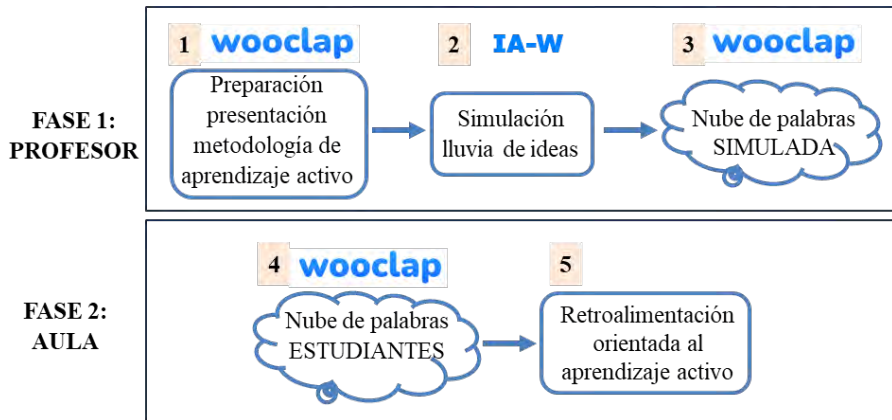 1 wooclap
2 IA-W
3 wooclap
FASE 1:
PROFESOR
Preparación
presentación
metodología de
aprendizaje activo
Simulación
lluvia de ideas
Nube de palabras
SIMULADA
4 wooclap
5
FASE 2:
AULA
Nube de palabras
ESTUDIANTES
Retroalimentación
orientada al
aprendizaje activo